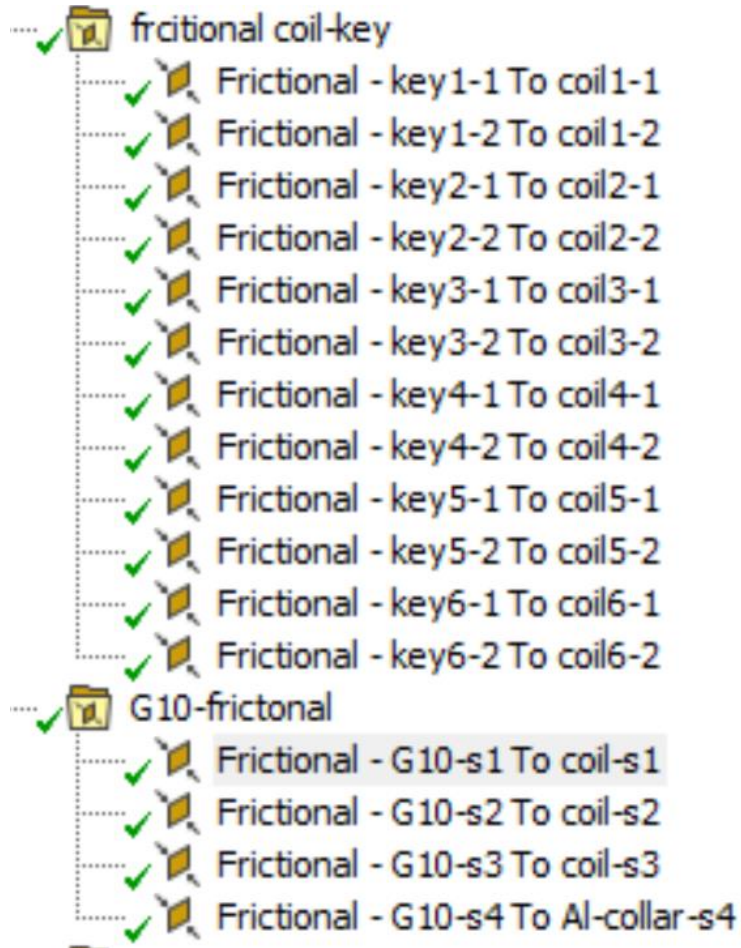 frcitional coil-key
Frictional - key1-1 To coil1-1
Frictional - key1-2 To coil1-2
Frictional - key2-1 To coil2-1
Frictional - key2-2 To coil2-2
Frictional - key3-1 To coil3-1
Frictional - key3-2 To coil3-2
Frictional - key4-1 To coil4-1
Frictional - key4-2 To coil4-2
Frictional - key5-1 To coil5-1
Frictional - key5-2 To coil5-2
Frictional - key6-1 To coil6-1
Frictional - key6-2 To coil6-2
G10-frictonal
Frictional - G10-s1 To coil-s1
Frictional - G10-s2 To coil-s2
Frictional - G10-s3 To coil-s3
Frictional - G10-s4 To Al-collar-s4